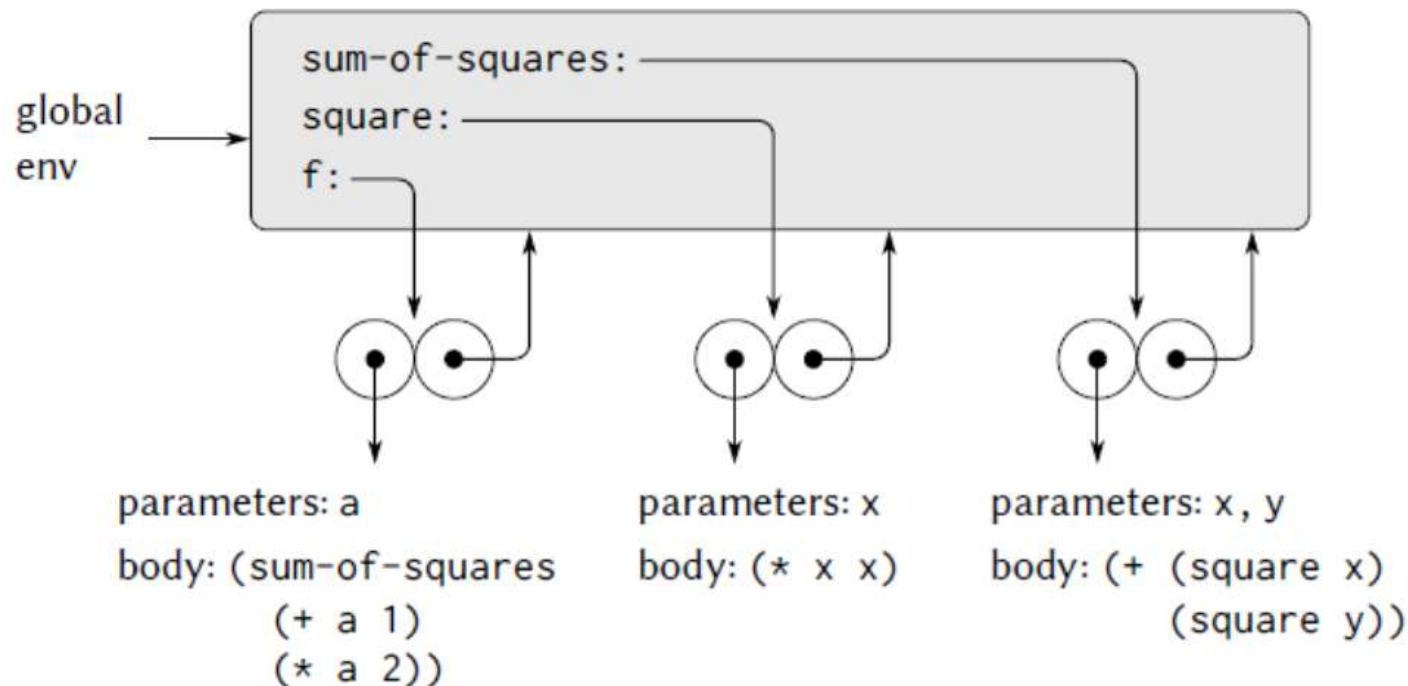 global
env
sum-of-squares:
square:
f:
parameters: a
body: (sum-of-squares
(+ a 1)
(* a 2))
parameters: x
body: (* x x)
parameters: x, y
body: (+ (square x)
(square y))